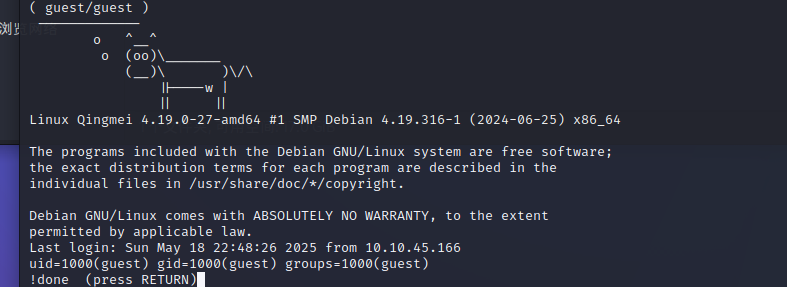 ( guest/guest )
浏览
o ^__^
o (oo)\_______
(__)\ )\/\
||----w |
|| ||
Linux Qingmei 4.19.0-27-amd64 #1 SMP Debian 4.19.316-1 (2024-06-25) x86_64
The programs included with the Debian GNU/Linux system are free software;
the exact distribution terms for each program are described in the
individual files in /usr/share/doc/*/copyright.
Debian GNU/Linux comes with ABSOLUTELY NO WARRANTY, to the extent
permitted by applicable law.
Last login: Sun May 18 22:48:26 2025 from 10.10.45.166
uid=1000(guest) gid=1000(guest) groups=1000(guest)
!done (press RETURN)